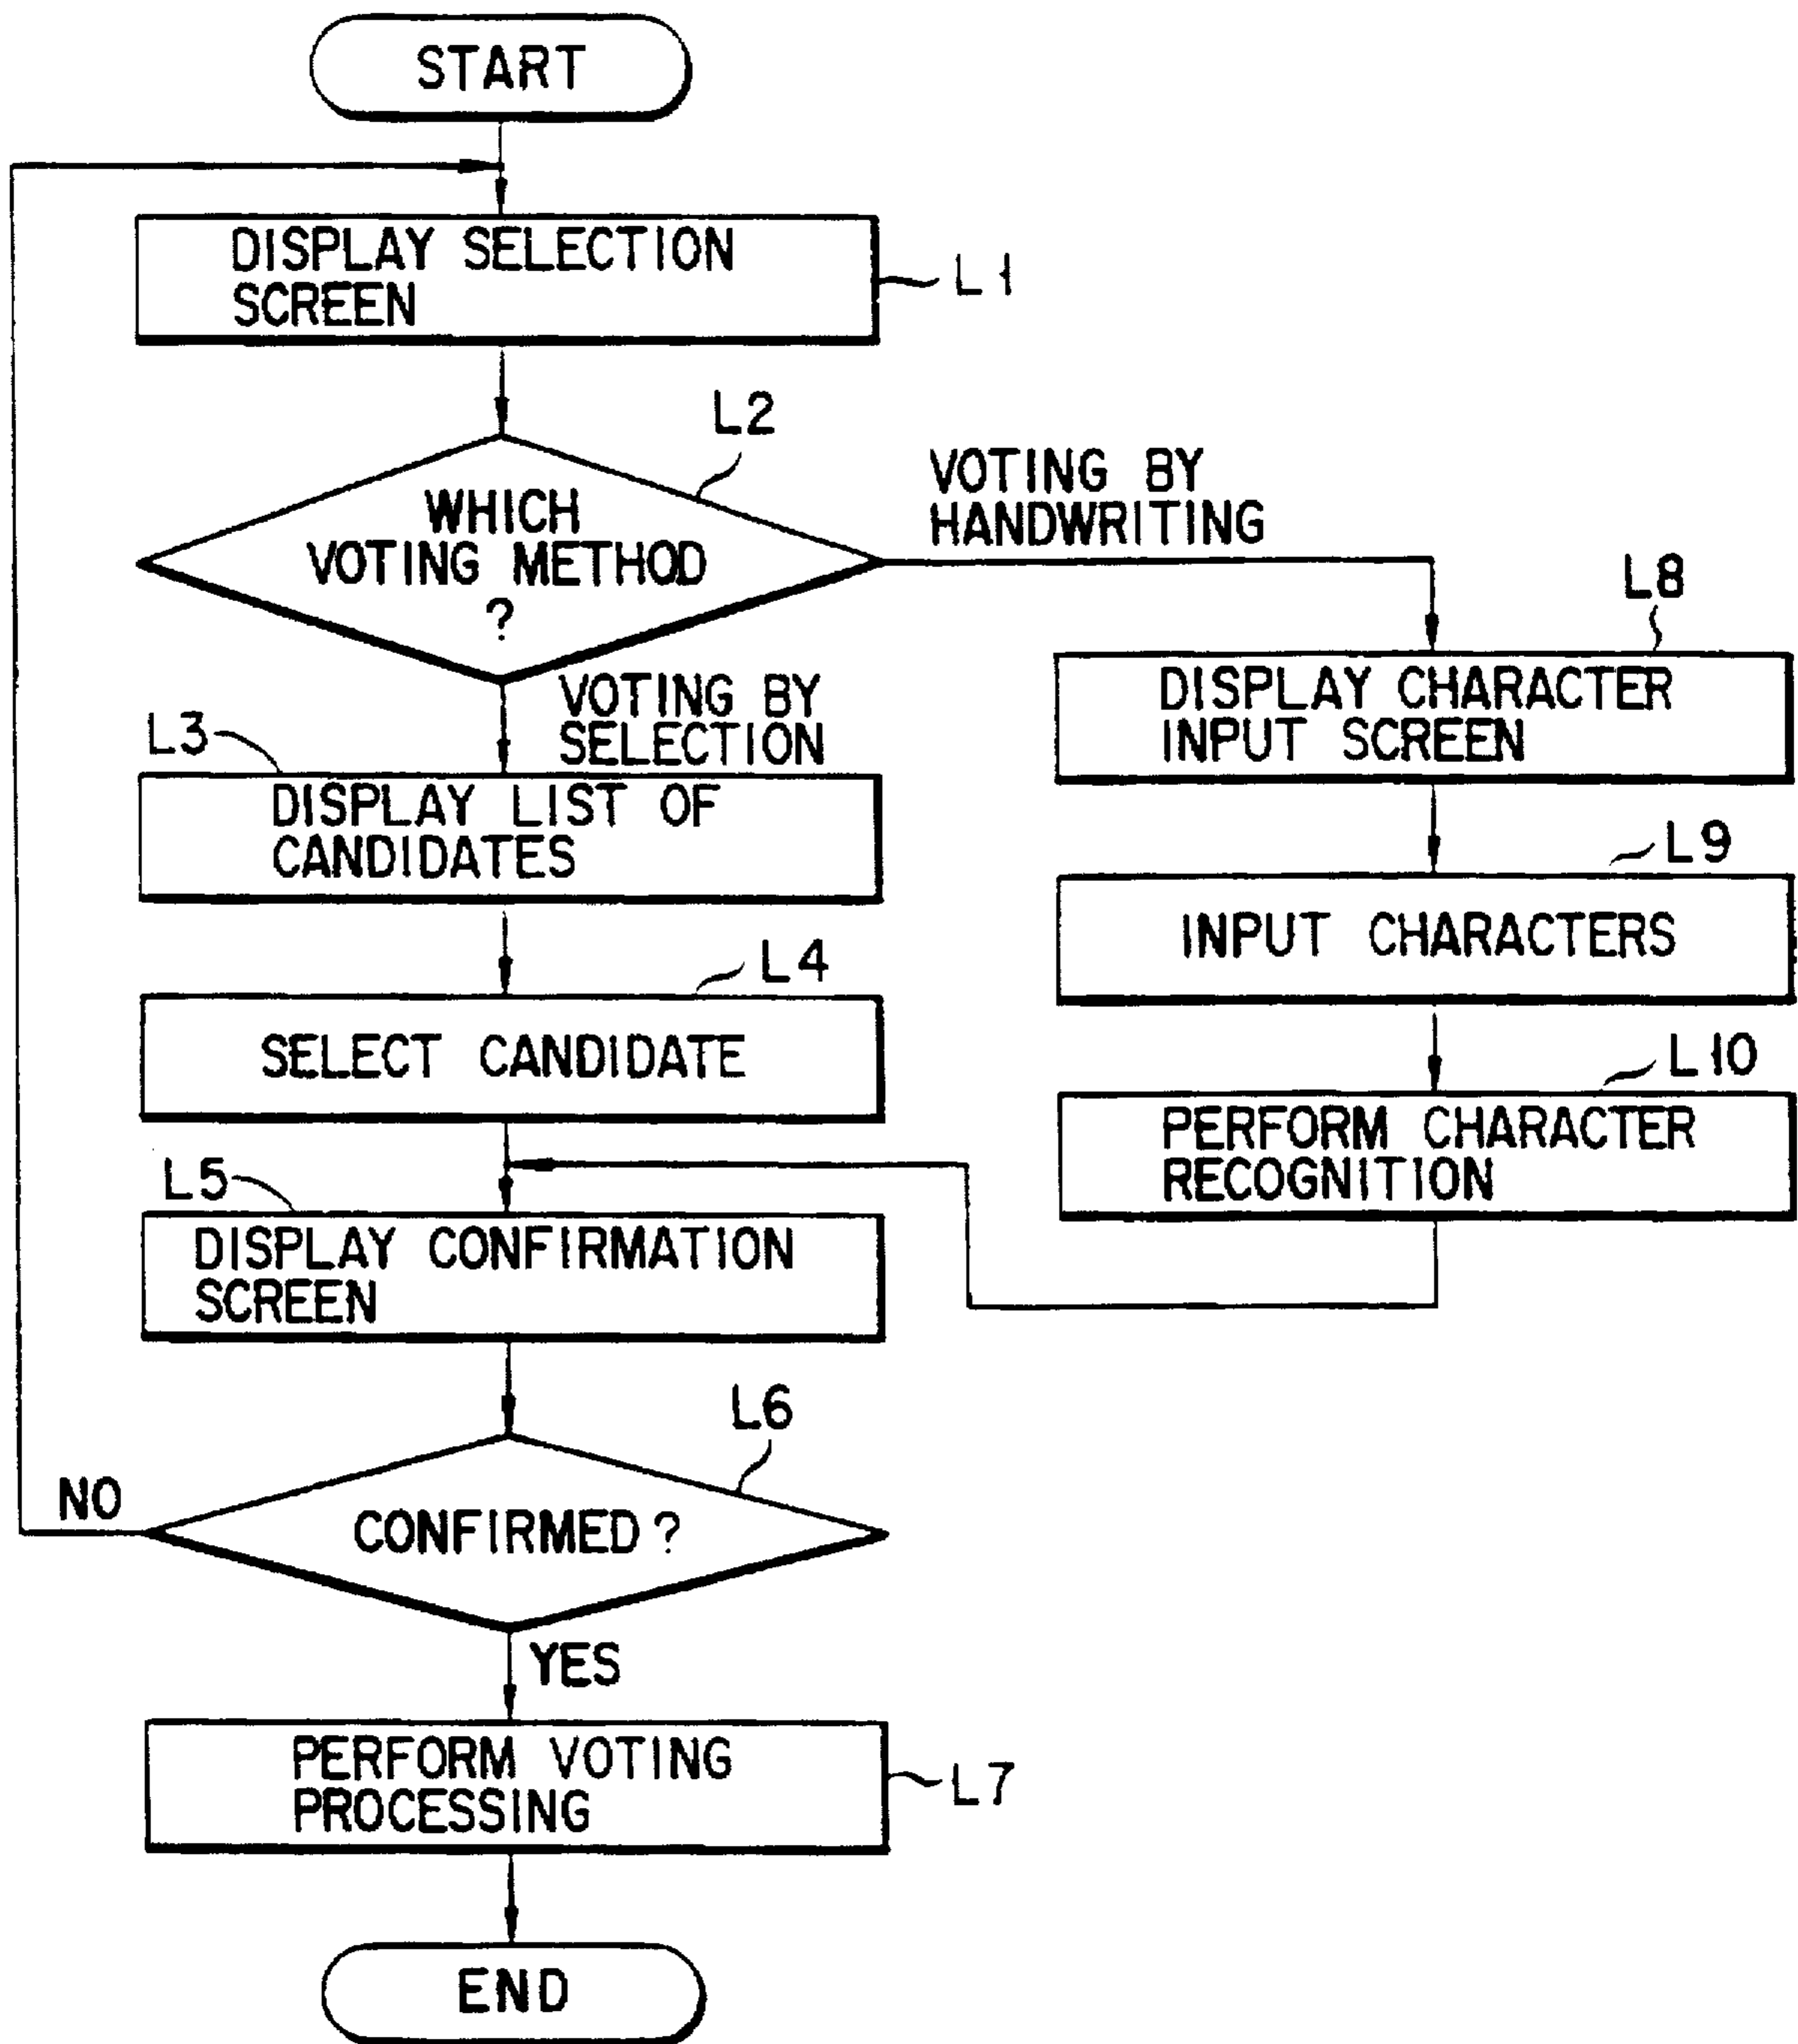 START
DISPLAY SELECTION
SCREEN
L1
L2
WHICH
VOTING METHOD
?
VOTING BY
HANDWRITING
VOTING BY
SELECTION
L3
DISPLAY LIST OF
CANDIDATES
L4
SELECT CANDIDATE
L5
DISPLAY CONFIRMATION
SCREEN
L6
CONFIRMED?
NO
YES
PERFORM VOTING
PROCESSING
L7
END
L8
DISPLAY CHARACTER
INPUT SCREEN
L9
INPUT CHARACTERS
L10
PERFORM CHARACTER
RECOGNITION